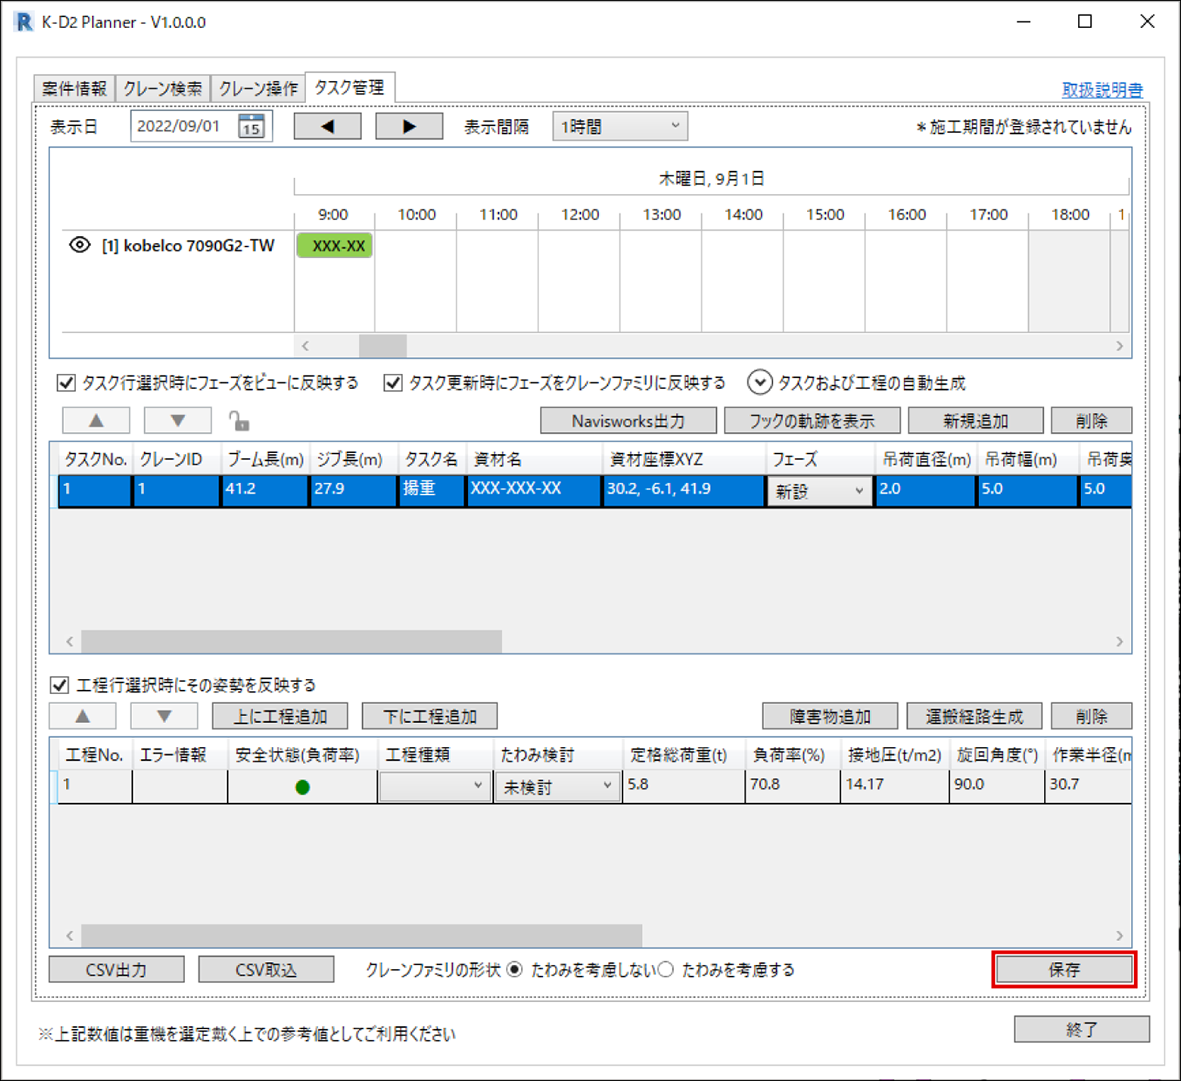 K-D2 Planner - V1.0.0.0
案件情報 クレーン検索 クレーン操作 タスク管理
取扱説明書
表示日 2022/09/01 15 ◀ ▶ 表示間隔 1時間 ＊施工期間が登録されていません
木曜日, 9月1日
9:00 10:00 11:00 12:00 13:00 14:00 15:00 16:00 17:00 18:00 1
[1] kobelco 7090G2-TW XXX-XX
タスク行選択時にフェーズをビューに反映する タスク更新時にフェーズをクレーンファミリに反映する タスクおよび工程の自動生成
▲ ▼ Navisworks出力 フックの軌跡を表示 新規追加 削除
タスクNo. クレーンID ブーム長(m) ジブ長(m) タスク名 資材名 資材座標XYZ フェーズ 吊荷直径(m) 吊荷幅(m) 吊荷奥
1 1 41.2 27.9 揚重 XXX-XXX-XX 30.2, -6.1, 41.9 新設 2.0 5.0 5.0
工程行選択時にその姿勢を反映する
▲ ▼ 上に工程追加 下に工程追加 障害物追加 運搬経路生成 削除
工程No. エラー情報 安全状態(負荷率) 工程種類 たわみ検討 定格総荷重(t) 負荷率(%) 接地圧(t/m2) 旋回角度(°) 作業半径(m
1 未検討 5.8 70.8 14.17 90.0 30.7
CSV出力 CSV取込 クレーンファミリの形状 たわみを考慮しない たわみを考慮する 保存
※上記数値は重機を選定戴く上での参考値としてご利用ください
終了